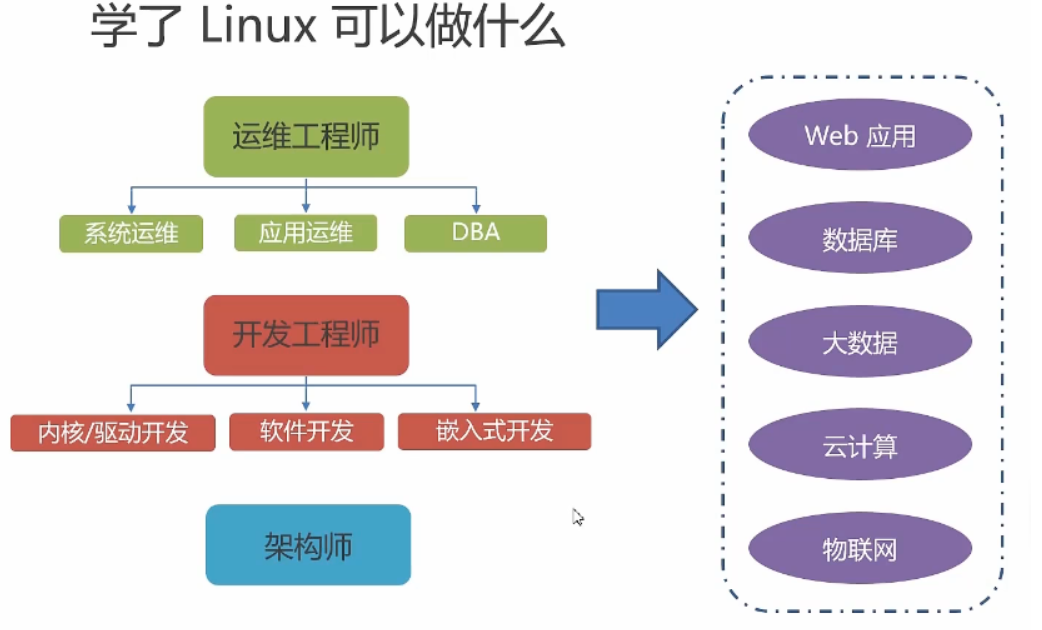 学了 Linux 可以做什么
运维工程师
系统运维
应用运维
DBA
开发工程师
内核/驱动开发
软件开发
嵌入式开发
架构师
Web 应用
数据库
大数据
云计算
物联网